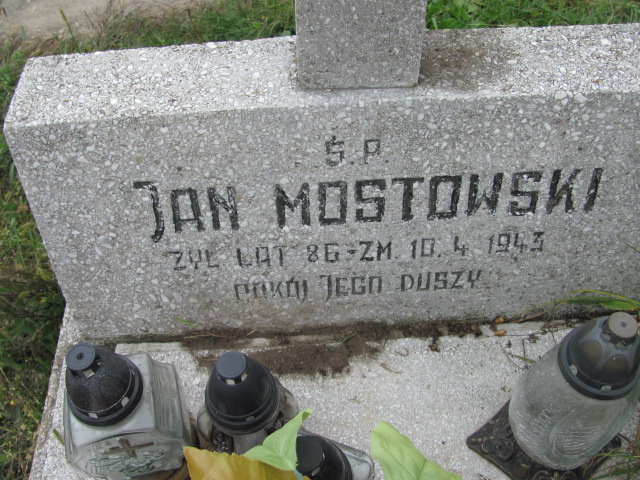 Ś.P.
JAN MOSTOWSKI
ŻYŁ LAT 86-ZM. 10.4 1943
POKÓJ JEGO DUSZY